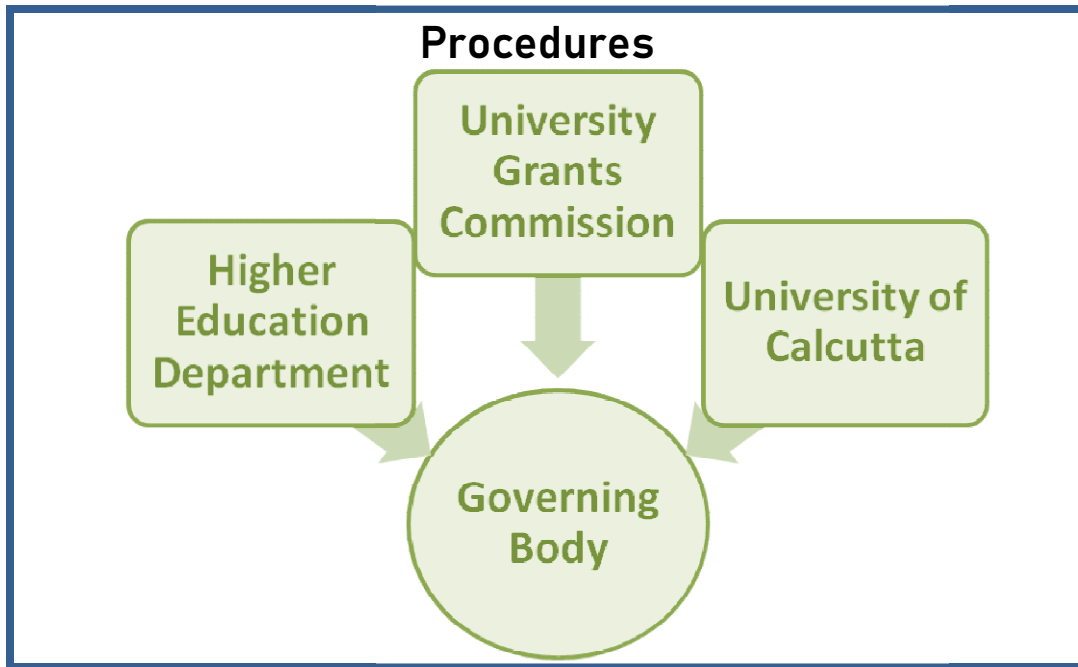 Procedures
University
Grants
Commission
Higher
Education
Department
University of
Calcutta
Governing
Body